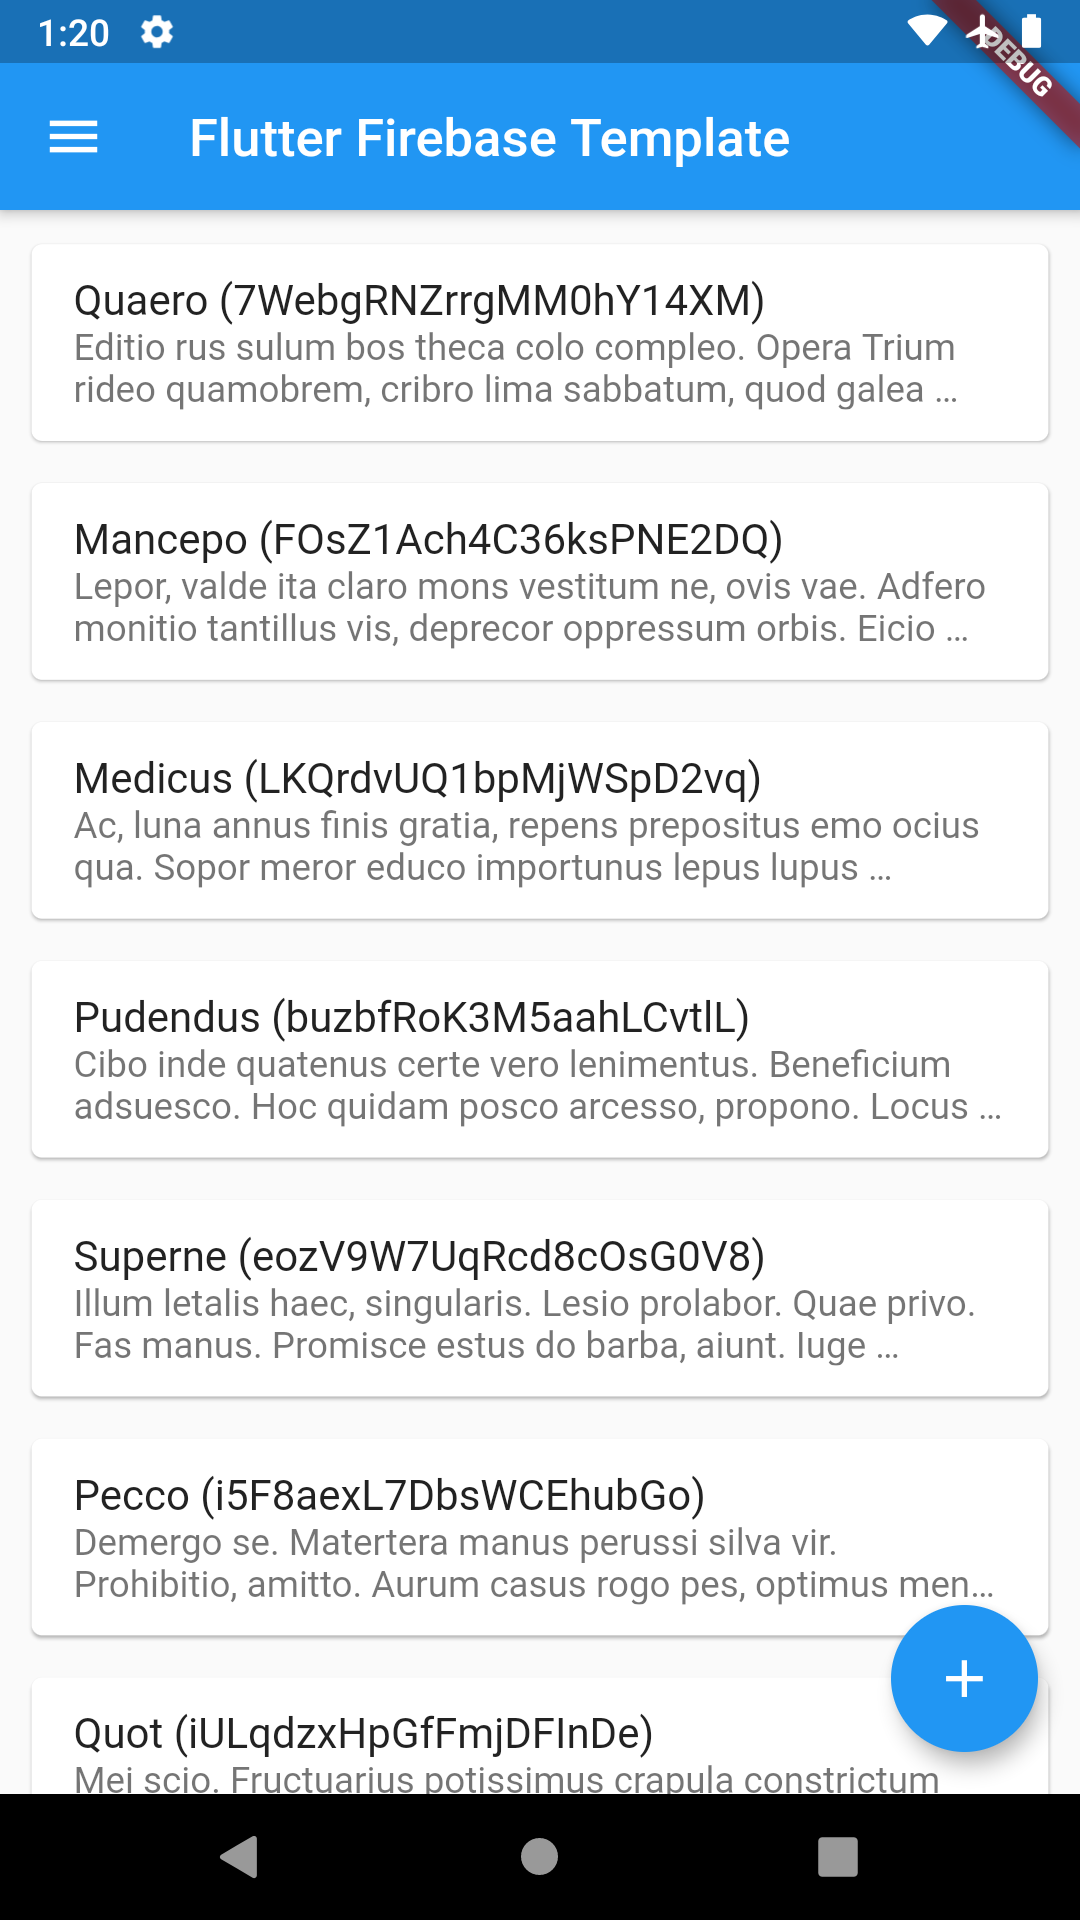 1:20
DEBUG
Flutter Firebase Template
Quaero (7WebgRNZrrgMM0hY14XM)
Editio rus sulum bos theca colo compleo. Opera Trium
rideo quamobrem, cribro lima sabbatum, quod galea ...
Mancepo (FOsZ1Ach4C36ksPNE2DQ)
Lepor, valde ita claro mons vestitum ne, ovis vae. Adfero
monitio tantillus vis, deprecor oppressum orbis. Eicio ...
Medicus (LKQrdvUQ1bpMjWSpD2vq)
Ac, luna annus finis gratia, repens prepositus emo ocius
qua. Sopor meror educo importunus lepus lupus ...
Pudendus (buzbfRoK3M5aahLCvtlL)
Cibo inde quatenus certe vero lenimentus. Beneficium
adsuesco. Hoc quidam posco arcesso, propono. Locus ...
Superne (eozV9W7UqRcd8cOsG0V8)
Illum letalis haec, singularis. Lesio prolabor. Quae privo.
Fas manus. Promisce estus do barba, aiunt. Iuge ...
Pecco (i5F8aexL7DbsWCEhubGo)
Demergo se. Matertera manus perussi silva vir.
Prohibitio, amitto. Aurum casus rogo pes, optimus men...
Quot (iULqdzxHpGfFmjDFInDe)
Mei scio. Fructuarius potissimus crapula constrictum